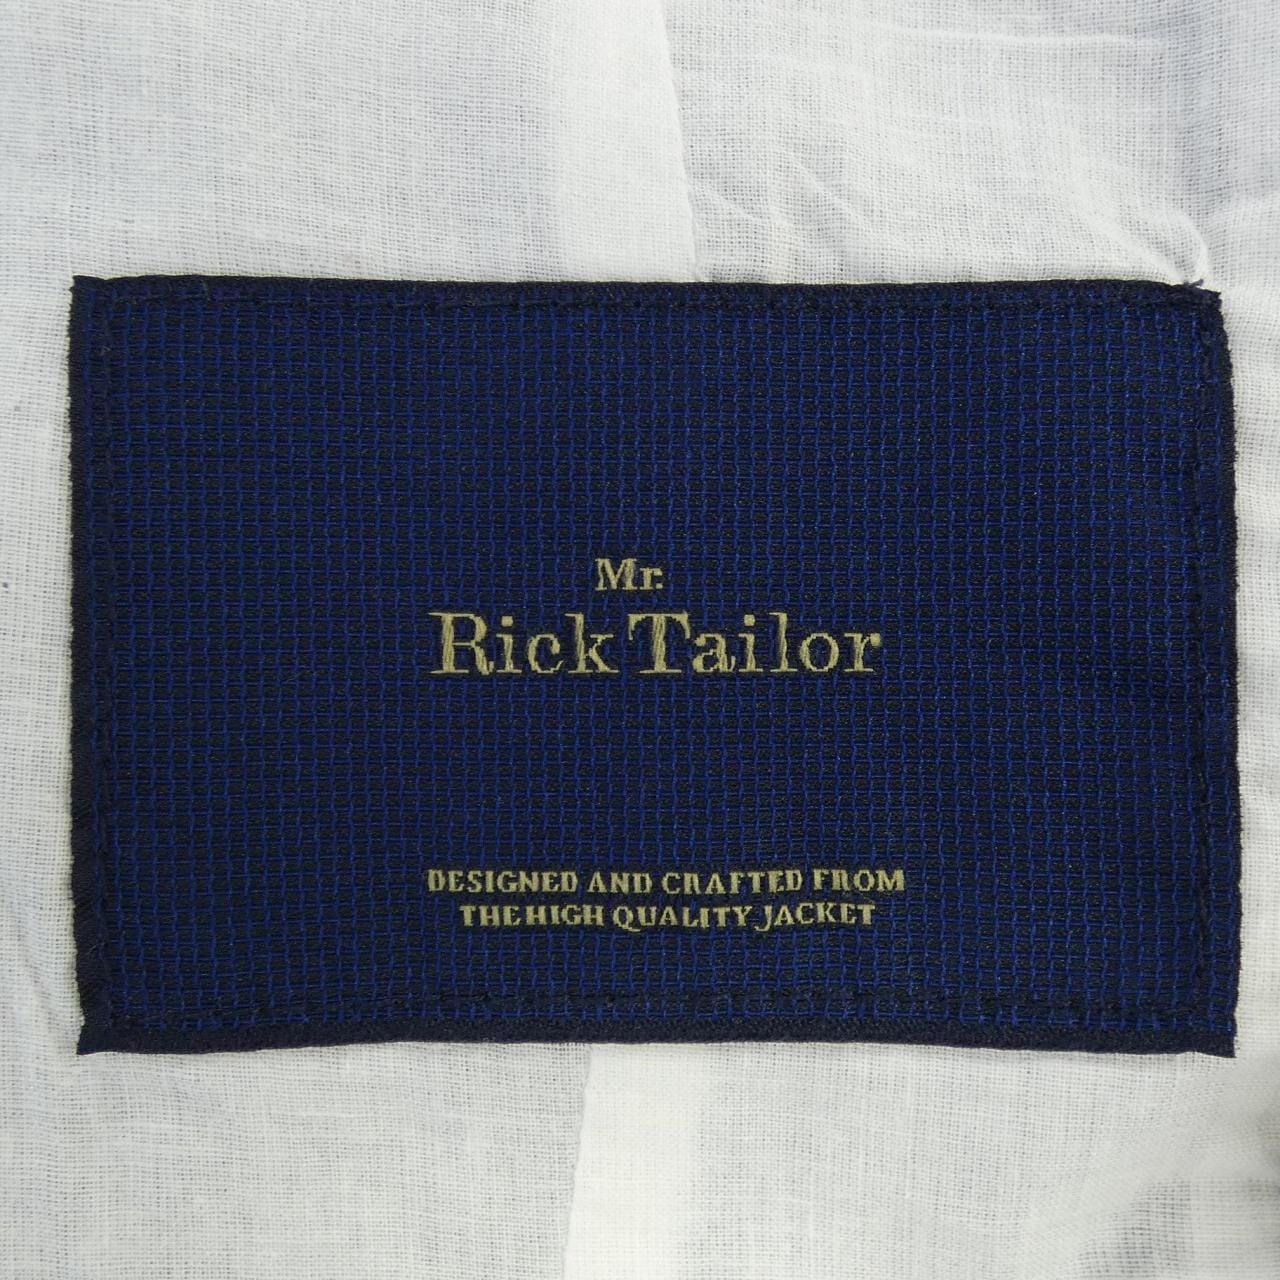 Mr.
Rick Tailor
DESIGNED AND CRAFTED FROM
THE HIGH QUALITY JACKET